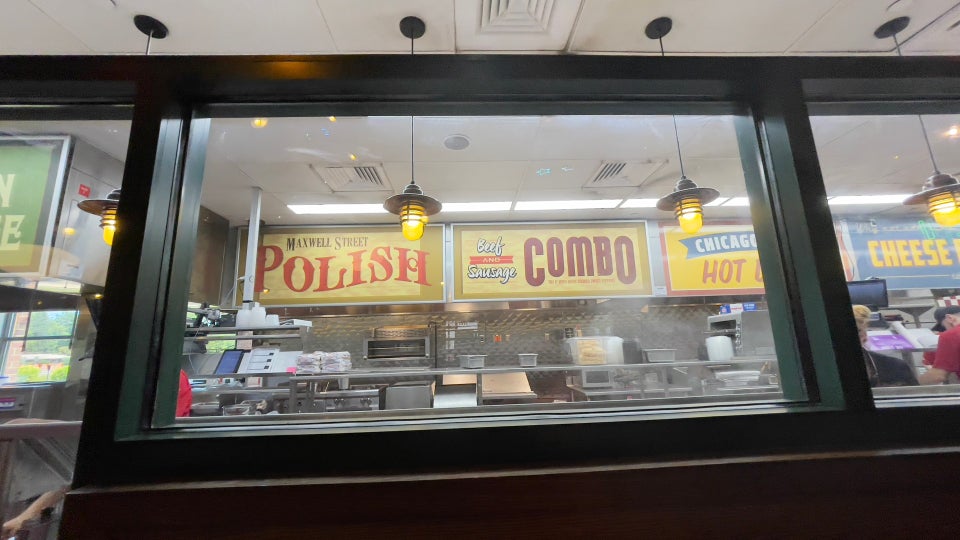 MAXWELL STREET
POLISH
Beef
AND
Sausage
COMBO
CHICAGO
HOT
CHEESE